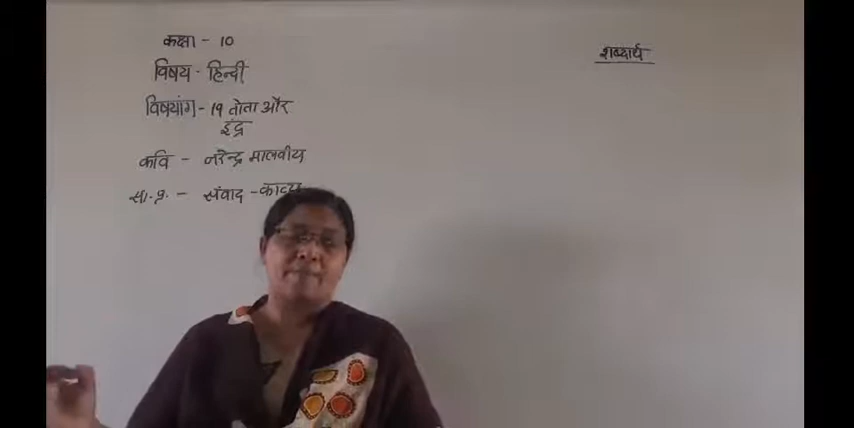 कक्षा - 10
विषय - हिन्दी
विषयांग - 19 तोता और
इंद्र
कवि - नरेन्द्र मालवीय
सा.प्र. - संवाद - काव्य
शब्दार्थ